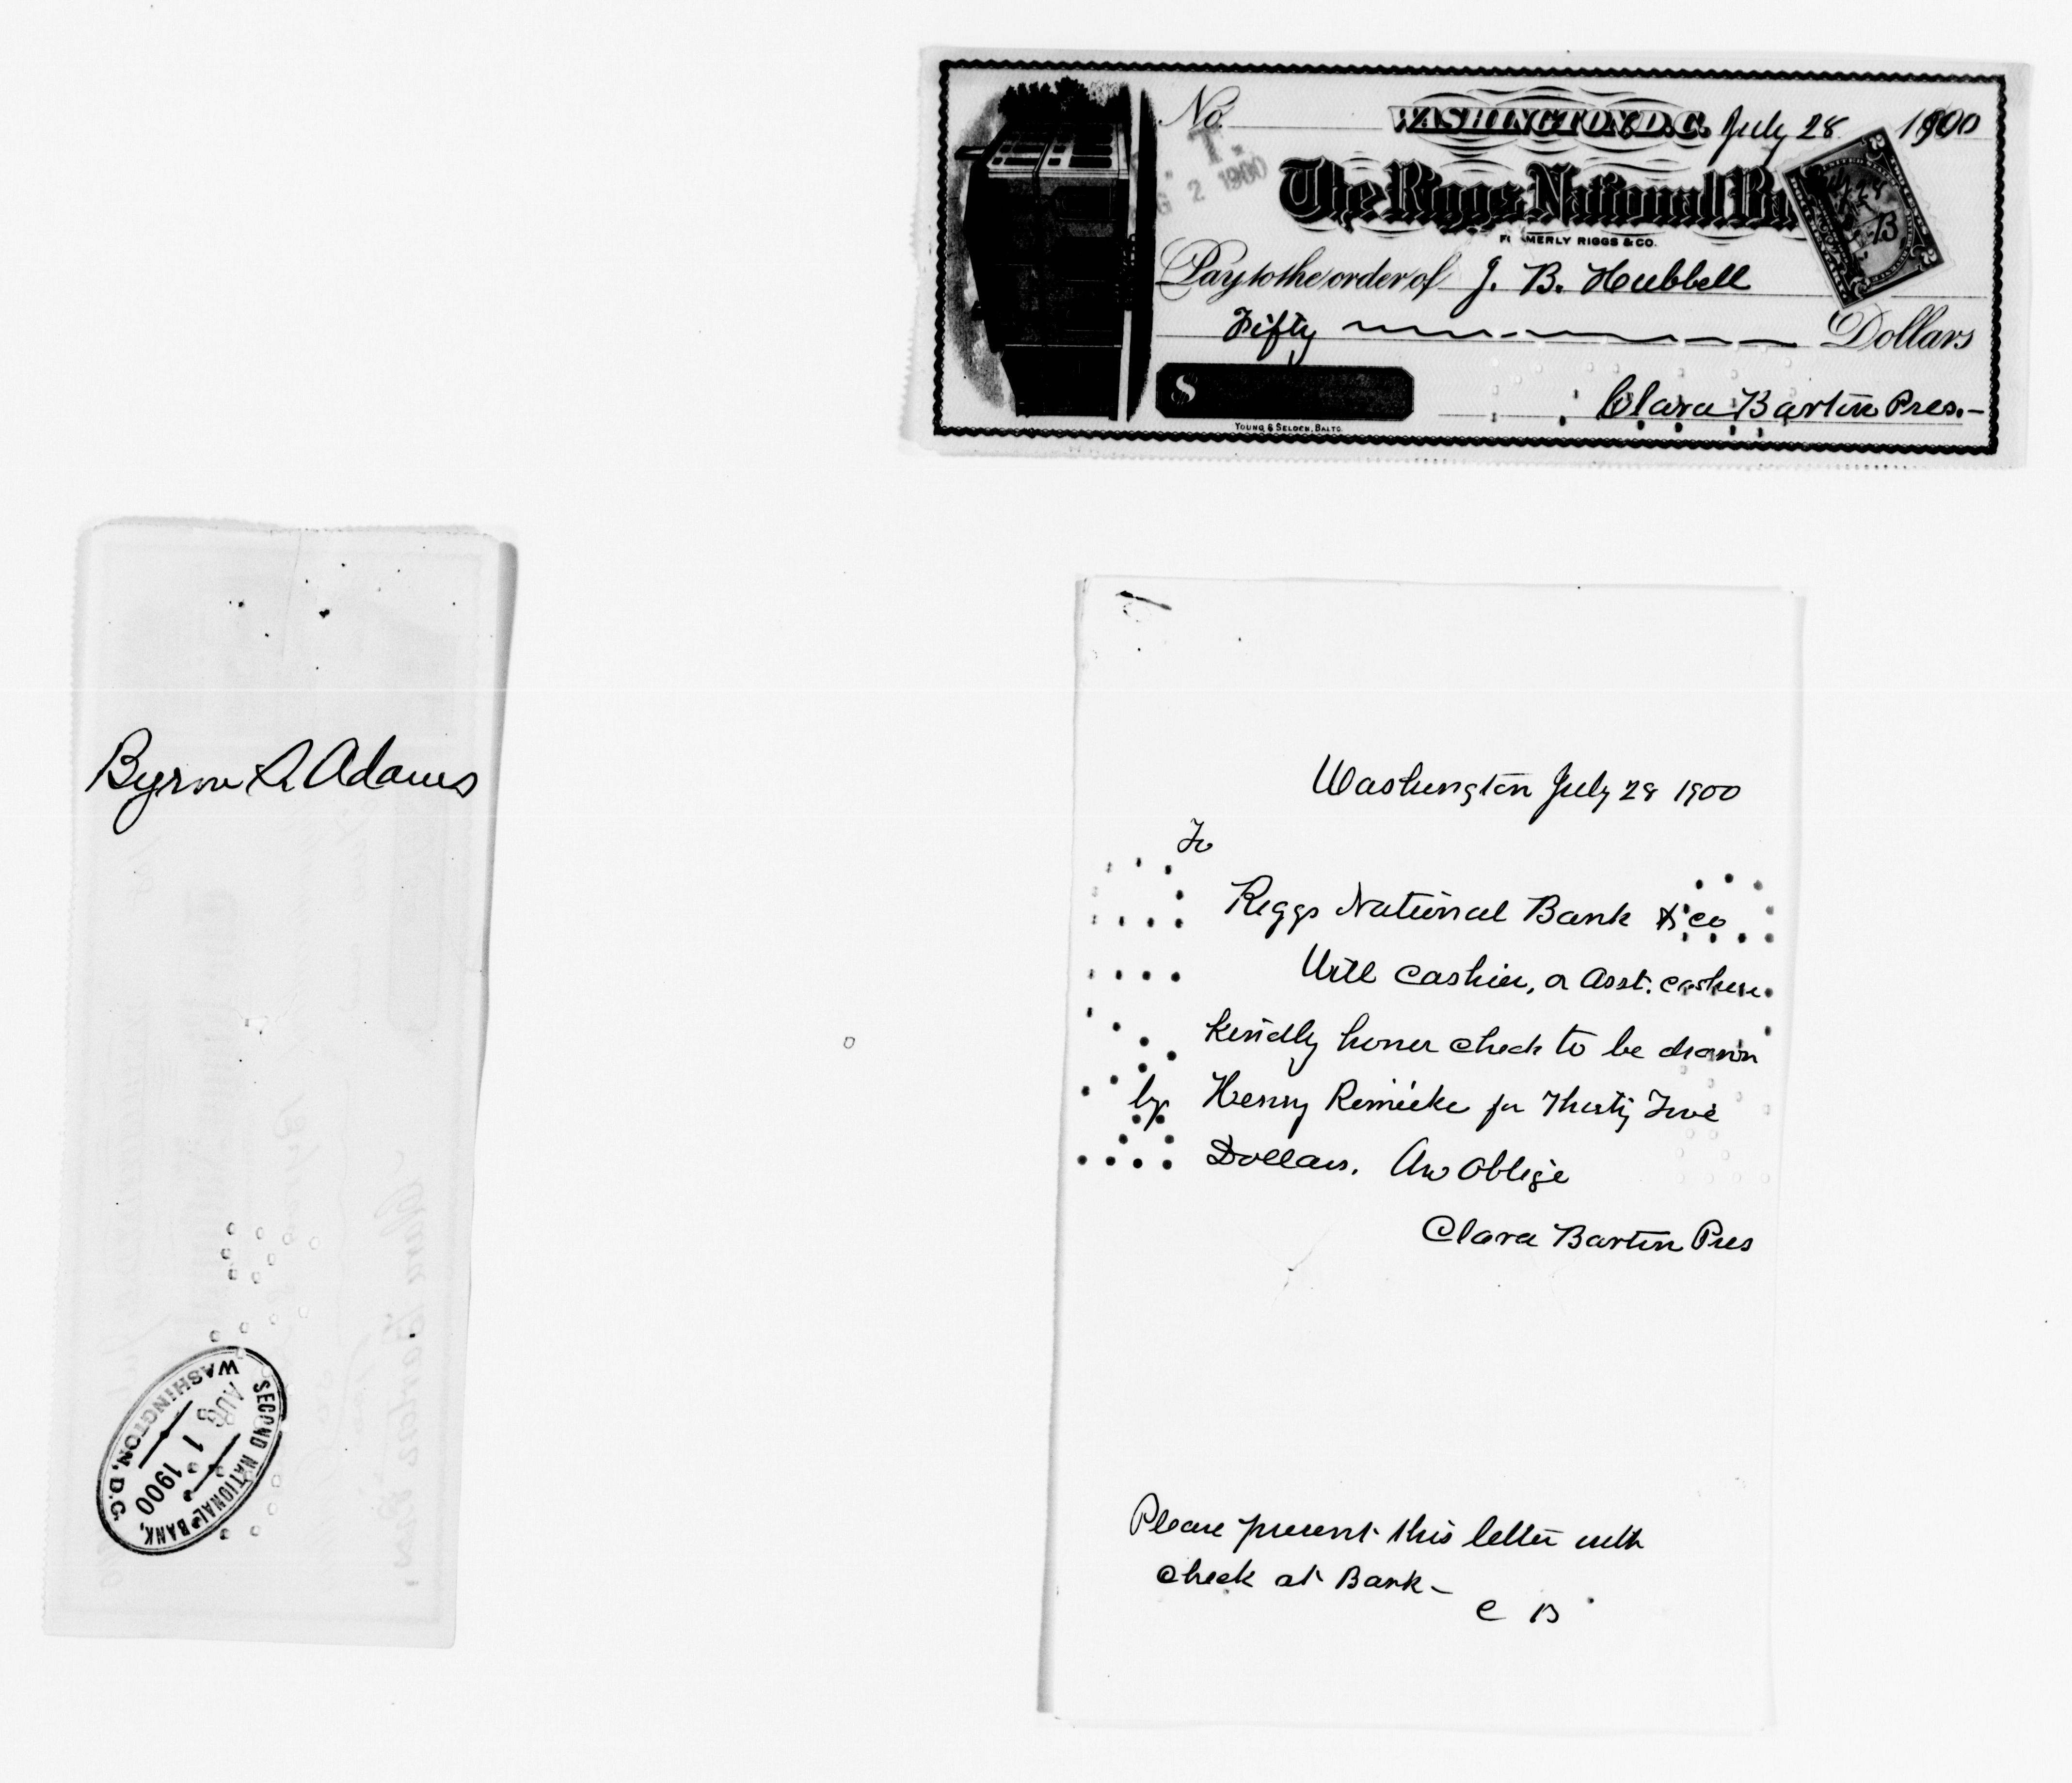 No. WASHINGTON, D.C. July 28 1900
2 1900
The Riggs National Ba
FORMERLY RIGGS & CO.
Pay to the order of J. B. Hubbell
Fifty Dollars
$
Clara Barton Pres.-
YOUNG & SELDEN, BALTO.
Byron S Adams
SECOND NATIONAL BANK,
AUG 1 1900
WASHINGTON, D.C.
Washington July 28 1900
To
Riggs National Bank & Co
Will cashier, or Asst. cashier
kindly honor check to be drawn
by Henry Remicke for Thirty Five
Dollars. And Oblige
Clara Barton Pres
Please present this letter with
check at Bank-
C B